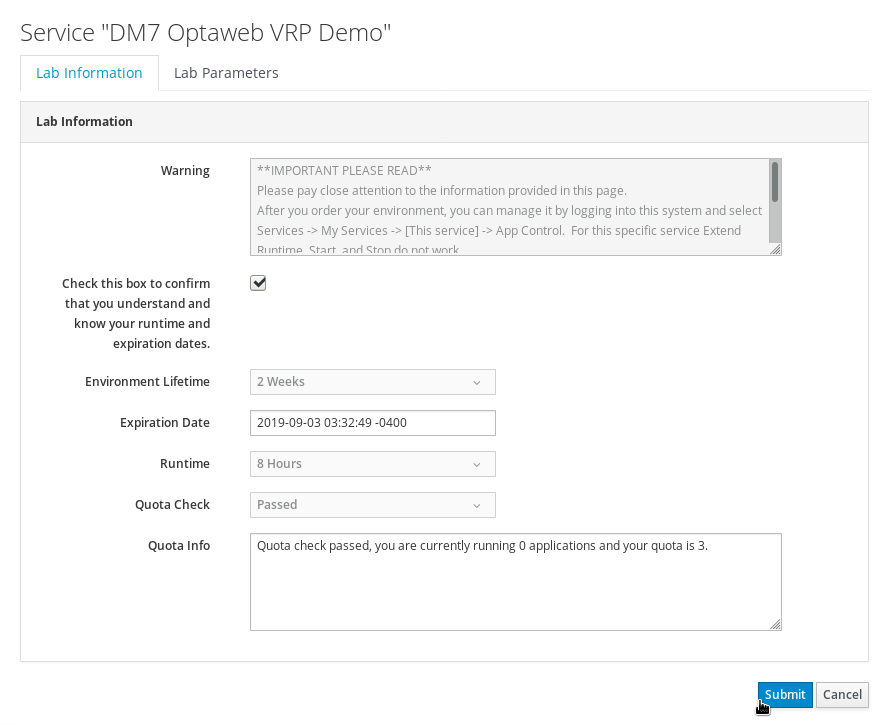 Service "DM7 Optaweb VRP Demo"
Lab Information
Lab Parameters
Lab Information
Warning
**IMPORTANT PLEASE READ**
Please pay close attention to the information provided in this page.
After you order your environment, you can manage it by logging into this system and select
Services -> My Services -> [This service] -> App Control.  For this specific service Extend
Runtime, Start, and Stop do not work
Check this box to confirm
that you understand and
know your runtime and
expiration dates.
Environment Lifetime
2 Weeks
Expiration Date
2019-09-03 03:32:49 -0400
Runtime
8 Hours
Quota Check
Passed
Quota Info
Quota check passed, you are currently running 0 applications and your quota is 3.
Submit
Cancel